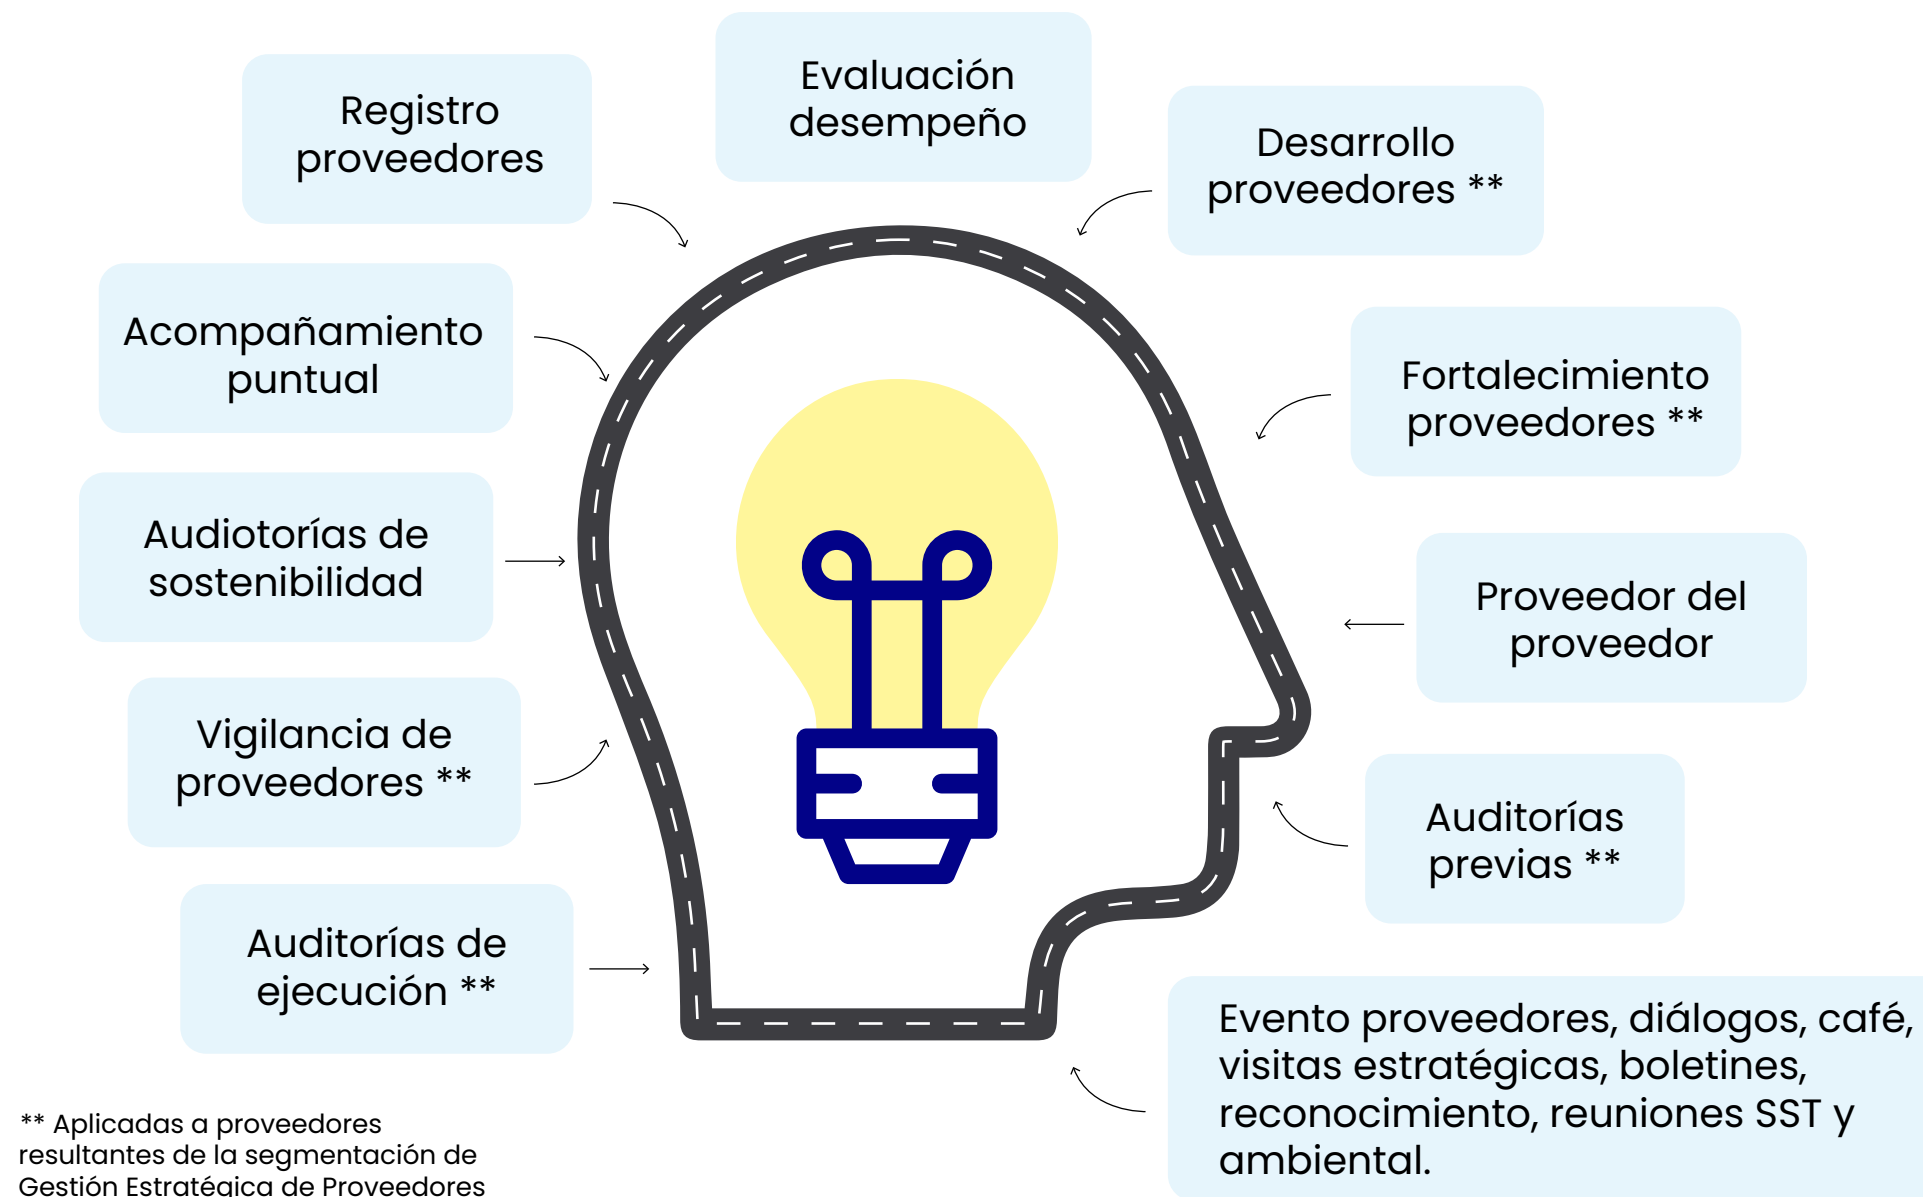 Evaluación
desempeño
Registro
proveedores
Desarrollo
proveedores **
Acompañamiento
puntual
Fortalecimiento
proveedores **
Audiotorías de
sostenibilidad
Proveedor del
proveedor
Vigilancia de
proveedores **
Auditorías
previas **
Auditorías de
ejecución **
Evento proveedores, diálogos, café,
visitas estratégicas, boletines,
reconocimiento, reuniones SST y
ambiental.
** Aplicadas a proveedores
resultantes de la segmentación de
Gestión Estratégica de Proveedores